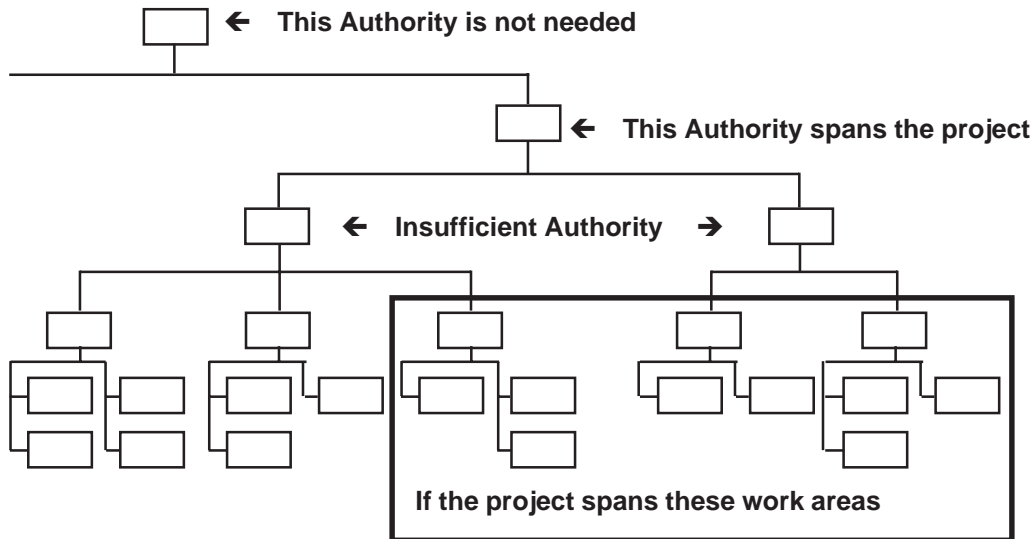 ← This Authority is not needed
← This Authority spans the project
← Insufficient Authority →
If the project spans these work areas